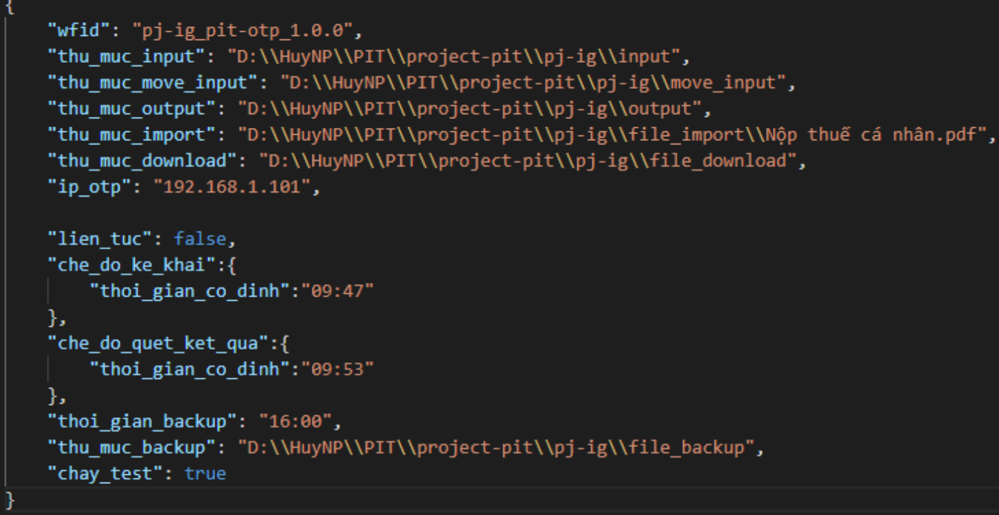 {
"wfid": "pj-ig_pit-otp_1.0.0",
"thu_muc_input": "D:\\HuyNP\\PIT\\project-pit\\pj-ig\\input",
"thu_muc_move_input": "D:\\HuyNP\\PIT\\project-pit\\pj-ig\\move_input",
"thu_muc_output": "D:\\HuyNP\\PIT\\project-pit\\pj-ig\\output",
"thu_muc_import": "D:\\HuyNP\\PIT\\project-pit\\pj-ig\\file_import\\Nộp thuế cá nhân.pdf",
"thu_muc_download": "D:\\HuyNP\\PIT\\project-pit\\pj-ig\\file_download",
"ip_otp": "192.168.1.101",
"lien_tuc": false,
"che_do_ke_khai":{
"thoi_gian_co_dinh":"09:47"
},
"che_do_quet_ket_qua":{
"thoi_gian_co_dinh":"09:53"
},
"thoi_gian_backup": "16:00",
"thu_muc_backup": "D:\\HuyNP\\PIT\\project-pit\\pj-ig\\file_backup",
"chay_test": true
}